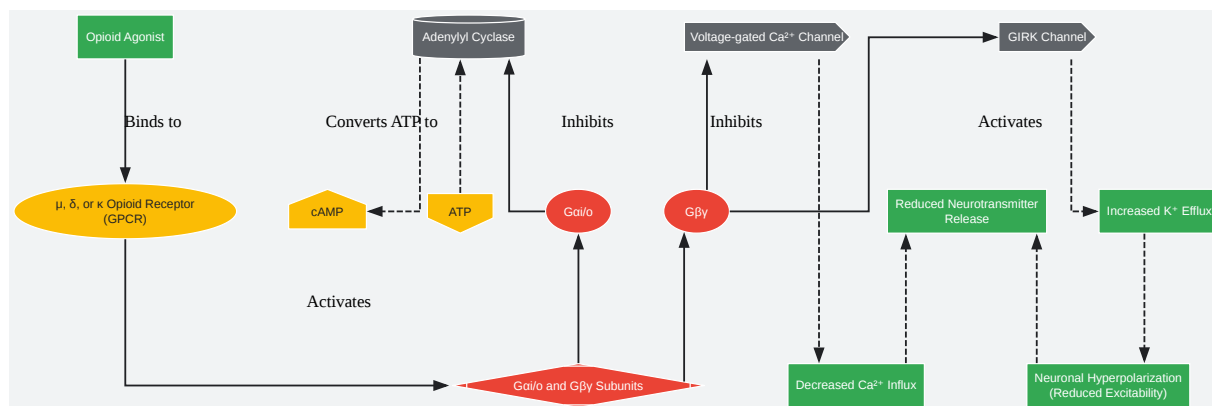 Opioid Agonist
Adenylyl Cyclase
Voltage-gated Ca²⁺ Channel
GIRK Channel
Binds to
Converts ATP to
Inhibits
Inhibits
Activates
μ, δ, or κ Opioid Receptor
(GPCR)
cAMP
ATP
Gαi/o
Gβγ
Reduced Neurotransmitter
Release
Increased K⁺ Efflux
Activates
Gαi/o and Gβγ Subunits
Decreased Ca²⁺ Influx
Neuronal Hyperpolarization
(Reduced Excitability)